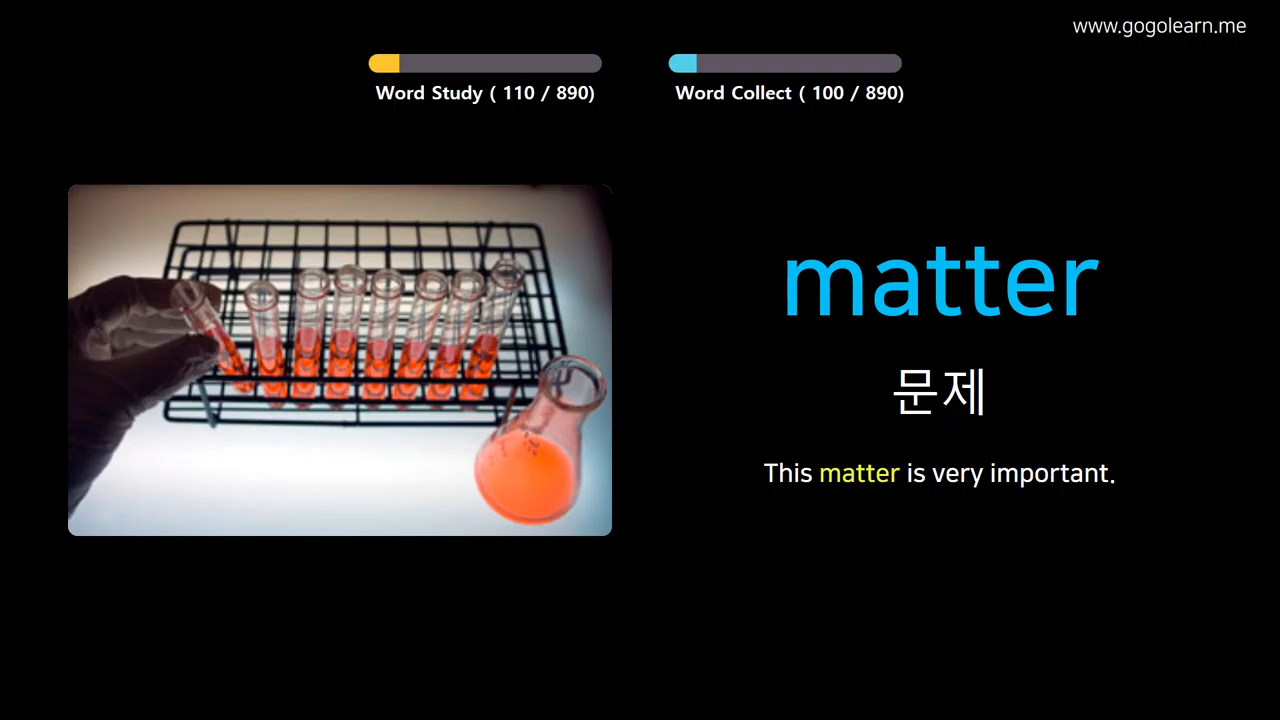 www.gogolearn.me
Word Study ( 110 / 890)
Word Collect ( 100 / 890)
matter
문제
This matter is very important.